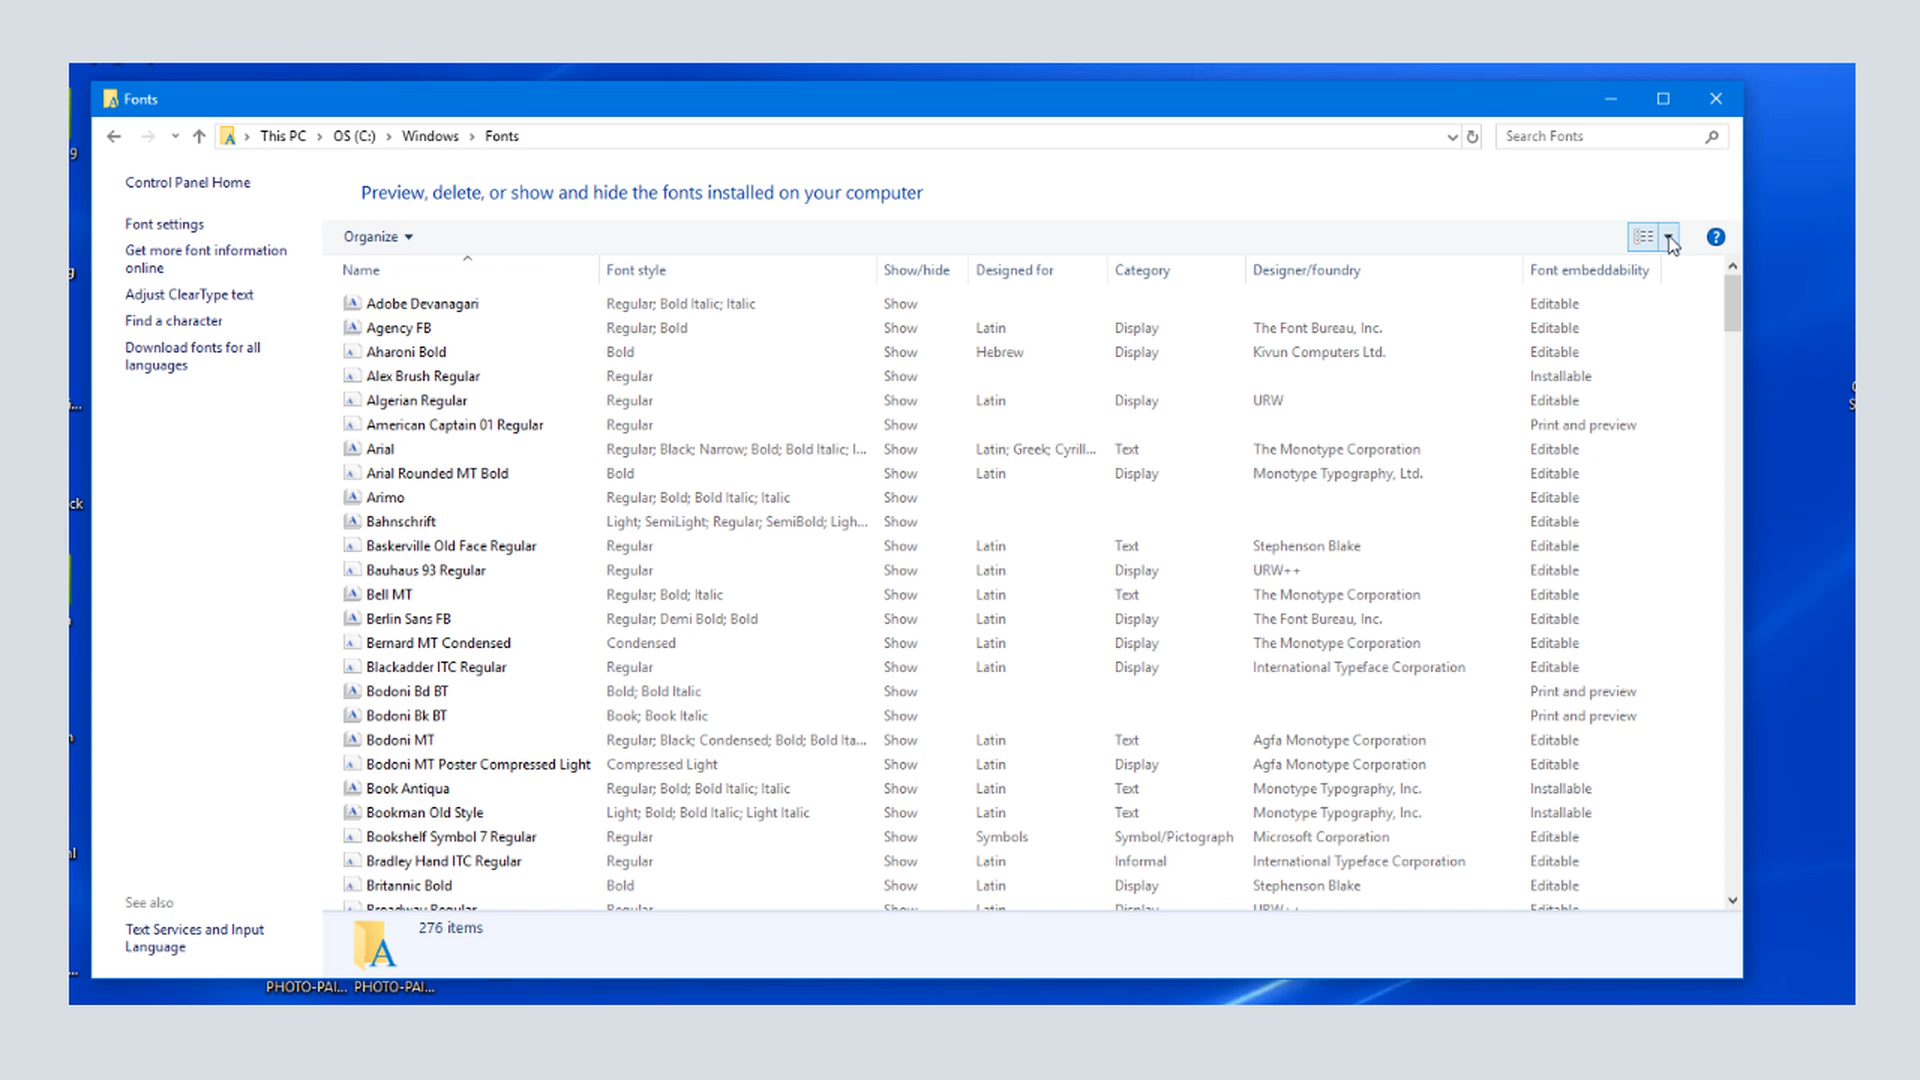 Fonts
This PC > OS (C:) > Windows > Fonts
Search Fonts
Control Panel Home
Font settings
Get more font information
online
Adjust ClearType text
Find a character
Download fonts for all
languages
See also
Text Services and Input
Language
Preview, delete, or show and hide the fonts installed on your computer
Organize
Name Font style Show/hide Designed for Category Designer/foundry Font embeddability
Adobe Devanagari Regular; Bold Italic; Italic Show Editable
Agency FB Regular; Bold Show Latin Display The Font Bureau, Inc. Editable
Aharoni Bold Bold Show Hebrew Display Kivun Computers Ltd. Editable
Alex Brush Regular Regular Show Installable
Algerian Regular Regular Show Latin Display URW Editable
American Captain 01 Regular Regular Show Print and preview
Arial Regular; Black; Narrow; Bold; Bold Italic; I... Show Latin; Greek; Cyrill... Text The Monotype Corporation Editable
Arial Rounded MT Bold Bold Show Latin Display Monotype Typography, Ltd. Editable
Arimo Regular; Bold; Bold Italic; Italic Show Editable
Bahnschrift Light; SemiLight; Regular; SemiBold; Ligh... Show Editable
Baskerville Old Face Regular Regular Show Latin Text Stephenson Blake Editable
Bauhaus 93 Regular Regular Show Latin Display URW++ Editable
Bell MT Regular; Bold; Italic Show Latin Text The Monotype Corporation Editable
Berlin Sans FB Regular; Demi Bold; Bold Show Latin Display The Font Bureau, Inc. Editable
Bernard MT Condensed Condensed Show Latin Display The Monotype Corporation Editable
Blackadder ITC Regular Regular Show Latin Display International Typeface Corporation Editable
Bodoni Bd BT Bold; Bold Italic Show Print and preview
Bodoni Bk BT Book; Book Italic Show Print and preview
Bodoni MT Regular; Black; Condensed; Bold; Bold Ita... Show Latin Text Agfa Monotype Corporation Editable
Bodoni MT Poster Compressed Light Compressed Light Show Latin Display Agfa Monotype Corporation Editable
Book Antiqua Regular; Bold; Bold Italic; Italic Show Latin Text Monotype Typography, Inc. Installable
Bookman Old Style Light; Bold; Bold Italic; Light Italic Show Latin Text Monotype Typography, Inc. Installable
Bookshelf Symbol 7 Regular Regular Show Symbols Symbol/Pictograph Microsoft Corporation Editable
Bradley Hand ITC Regular Regular Show Latin Informal International Typeface Corporation Editable
Britannic Bold Bold Show Latin Display Stephenson Blake Editable
Broadway Regular Regular Show Latin Display URW++ Editable
276 items
PHOTO-PAI... PHOTO-PAI...